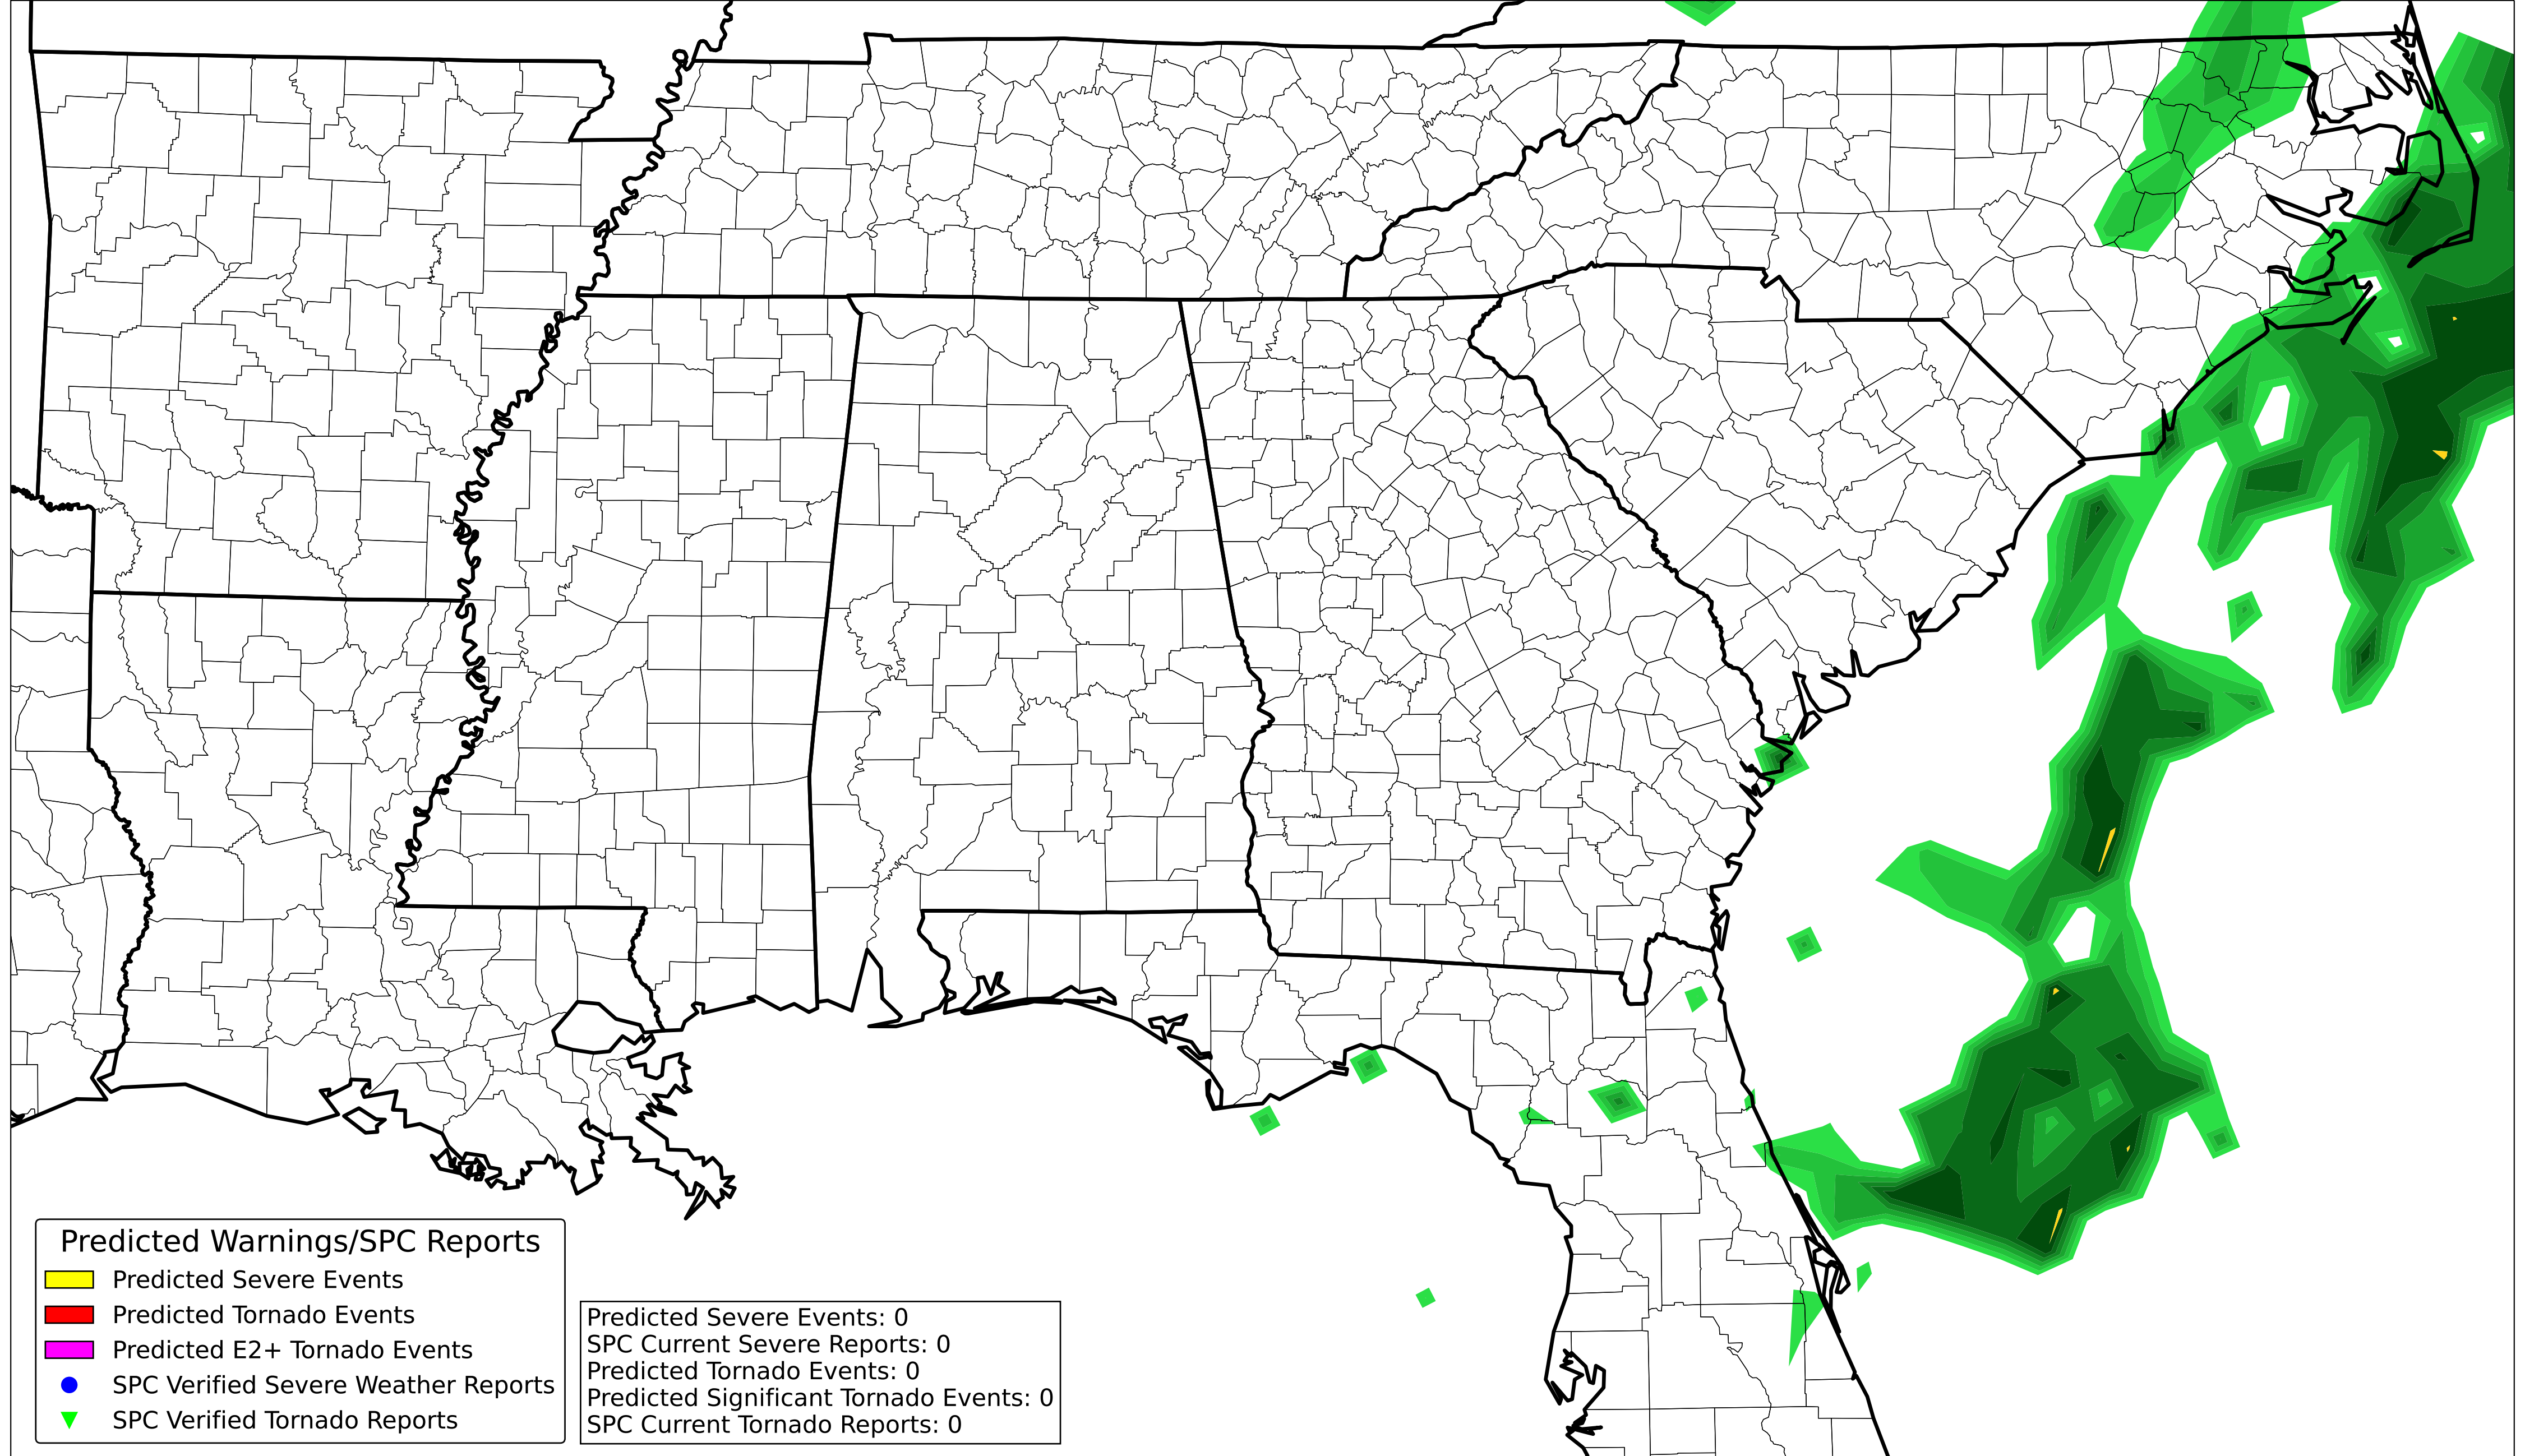 Predicted Warnings/SPC Reports
Predicted Severe Events
Predicted Tornado Events
Predicted E2+ Tornado Events
SPC Verified Severe Weather Reports
SPC Verified Tornado Reports
Predicted Severe Events: 0
SPC Current Severe Reports: 0
Predicted Tornado Events: 0
Predicted Significant Tornado Events: 0
SPC Current Tornado Reports: 0